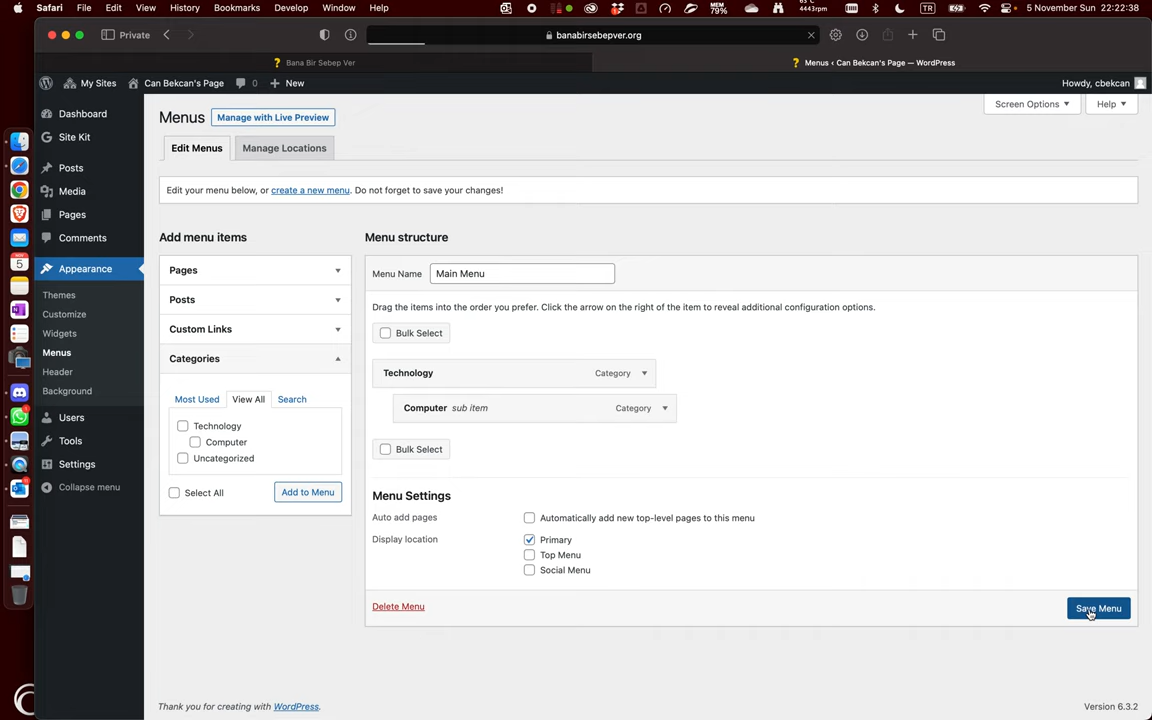 Safari File Edit View History Bookmarks Develop Window Help 4443rpm MEM 79% TR 5 November Sun 22:22:38
Private banabirsebepver.org
Bana Bir Sebep Ver Menus ‹ Can Bekcan's Page — WordPress
My Sites Can Bekcan's Page 0 New Howdy, cbekcan
Screen Options Help
Menus Manage with Live Preview
Edit Menus Manage Locations
Edit your menu below, or create a new menu. Do not forget to save your changes!
Dashboard
Site Kit
Posts
Media
Pages
Comments
Appearance
Themes
Customize
Widgets
Menus
Header
Background
Users
Tools
Settings
Collapse menu
NOV
5
Add menu items
Pages
Posts
Custom Links
Categories
Most Used View All Search
Technology
Computer
Uncategorized
Select All Add to Menu
Menu structure
Menu Name Main Menu
Drag the items into the order you prefer. Click the arrow on the right of the item to reveal additional configuration options.
Bulk Select
Technology Category
Computer sub item Category
Bulk Select
Menu Settings
Auto add pages Automatically add new top-level pages to this menu
Display location Primary
Top Menu
Social Menu
Delete Menu Save Menu
Thank you for creating with WordPress. Version 6.3.2